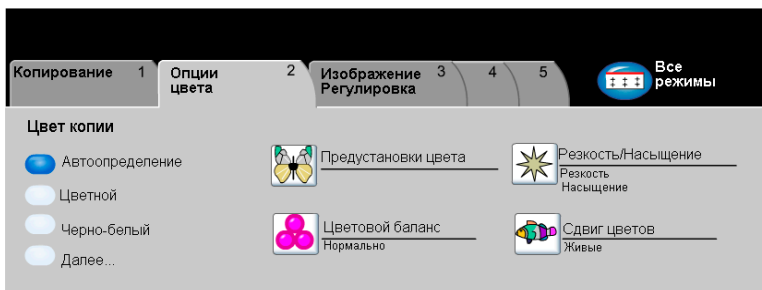 Копирование 1
Опции 2
цвета
Изображение 3 4 5
Регулировка
Все
режимы
Цвет копии
Автоопределение
Цветной
Черно-белый
Далее...
Предустановки цвета
Резкость/Насыщение
Резкость
Насыщение
Цветовой баланс
Нормально
Сдвиг цветов
Живые